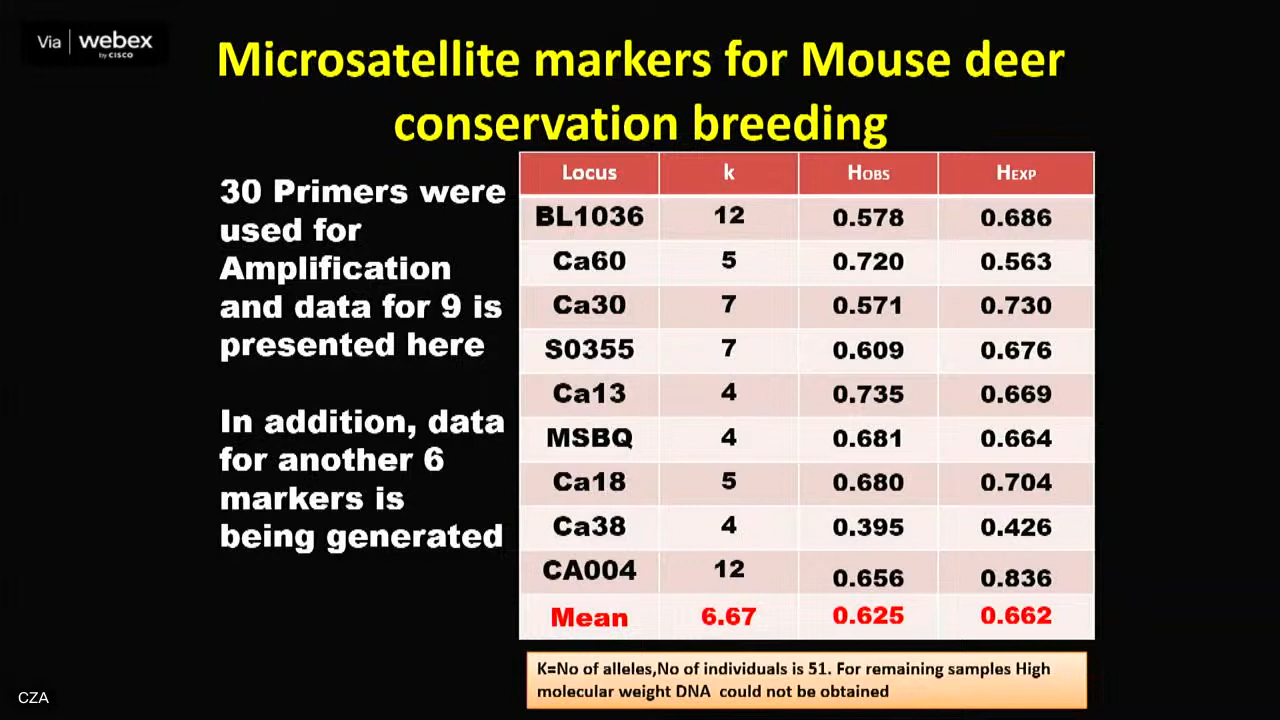 Via | webex
by CISCO
Microsatellite markers for Mouse deer
conservation breeding
30 Primers were
used for
Amplification
and data for 9 is
presented here
In addition, data
for another 6
markers is
being generated
Locus k HOBS HEXP
BL1036 12 0.578 0.686
Ca60 5 0.720 0.563
Ca30 7 0.571 0.730
S0355 7 0.609 0.676
Ca13 4 0.735 0.669
MSBQ 4 0.681 0.664
Ca18 5 0.680 0.704
Ca38 4 0.395 0.426
CA004 12 0.656 0.836
Mean 6.67 0.625 0.662
K=No of alleles,No of individuals is 51. For remaining samples High
molecular weight DNA could not be obtained
CZA